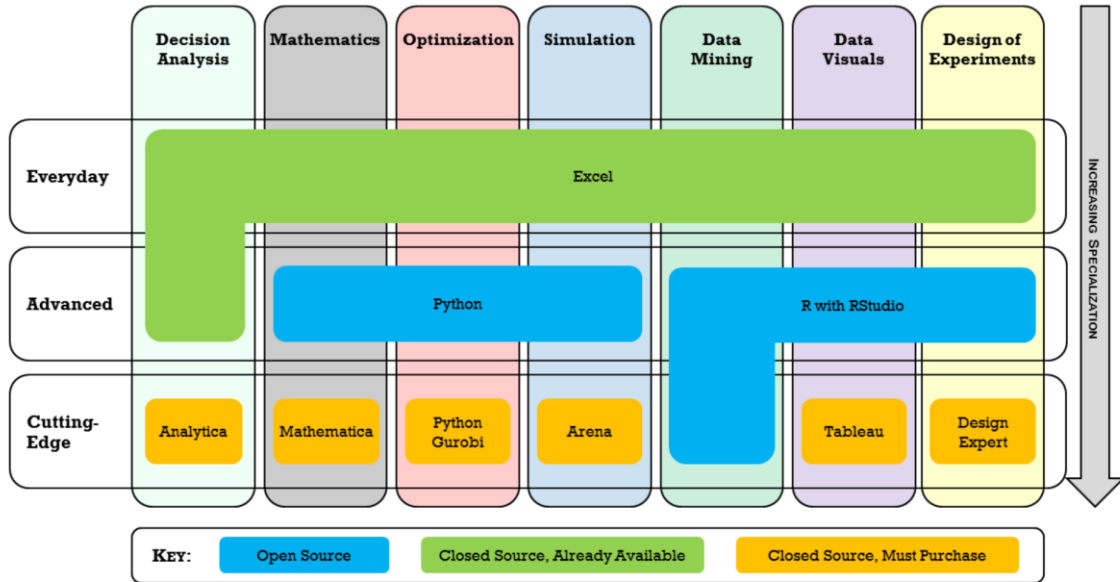 Decision
Analysis
Mathematics
Optimization
Simulation
Data
Mining
Data
Visuals
Design of
Experiments
Everyday
Excel
Advanced
Python
R with RStudio
Cutting-
Edge
Analytica
Mathematica
Python
Gurobi
Arena
Tableau
Design
Expert
INCREASING SPECIALIZATION
KEY:
Open Source
Closed Source, Already Available
Closed Source, Must Purchase